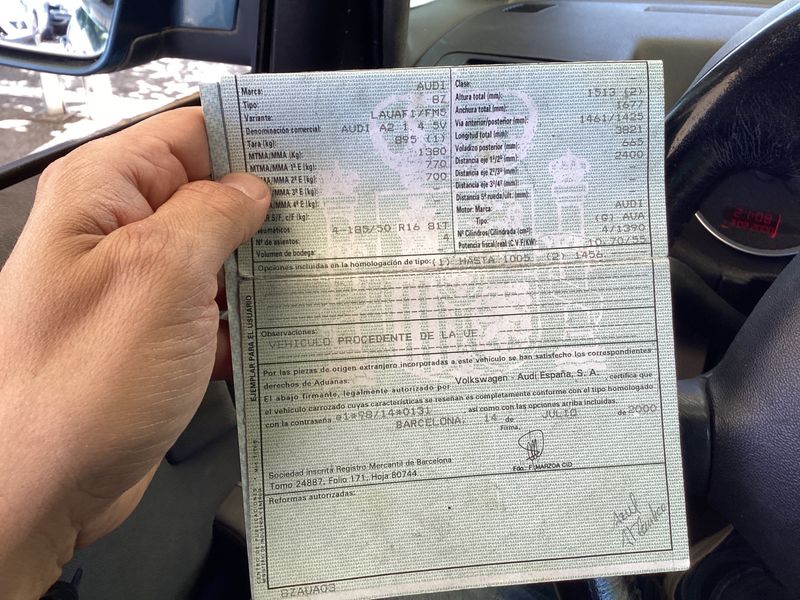 Marca: AUDI
Tipo: 8Z
Variante: LAUAF17/FM5
Denominación comercial: AUDI A2 1.4 5V
Tara (kg): 895 (1)
MTMA/MMA (Kg): 1380
MTMA/MMA 1º E (kg): 770
MTMA/MMA 2º E (kg): 700
/MMA 3º E (kg):
/MMA 4º E (kg):
R S/F, c/F (kg): -
umáticos 4-185/50 R16 81T
Nº de asientos: 4
Volumen de bodega: -
Clase: -
Altura total (mm): 1513 (2)
Anchura total (mm): 1677
Vía anterior/posterior (mm): 1461/1425
Longitud total (mm): 3821
Voladizo posterior (mm): 665
Distancia eje 1º/2º (mm): 2400
Distancia eje 2º/3º (mm): -
Distancia eje 3º/4º (mm): -
Distancia 5ª rueda/últ. (mm): -
Motor: Marca: AUDI
Tipo: (G) AUA
Nº Cilindros/Cilindrada (cm³): 4/1390
Potencia fiscal/real (C.V.F/KW): 10,70/55
Opciones incluidas en la homologación de tipo: (1) HASTA 1005 (2) 1456.
EJEMPLAR PARA EL USUARIO
Observaciones:
VEHICULO PROCEDENTE DE LA UE
Por las piezas de origen extranjero incorporadas a este vehículo se han satisfecho los correspondientes
derechos de Aduanas.
El abajo firmante, legalmente autorizado por Volkswagen - Audi España, S. A., certifica que
el vehículo carrozado cuyas características se reseñan es completamente conforme con el tipo homologado
con la contraseña e1*98/14*0131 así como con las opciones arriba incluidas.
BARCELONA, 14 de JULIO de 2000
Firma,
Fdo. F. MARZOA CID
Sociedad Inscrita Registro Mercantil de Barcelona
Tomo 24887, Folio 171, Hoja 80744
Reformas autorizadas:
8ZAUA03
21:08